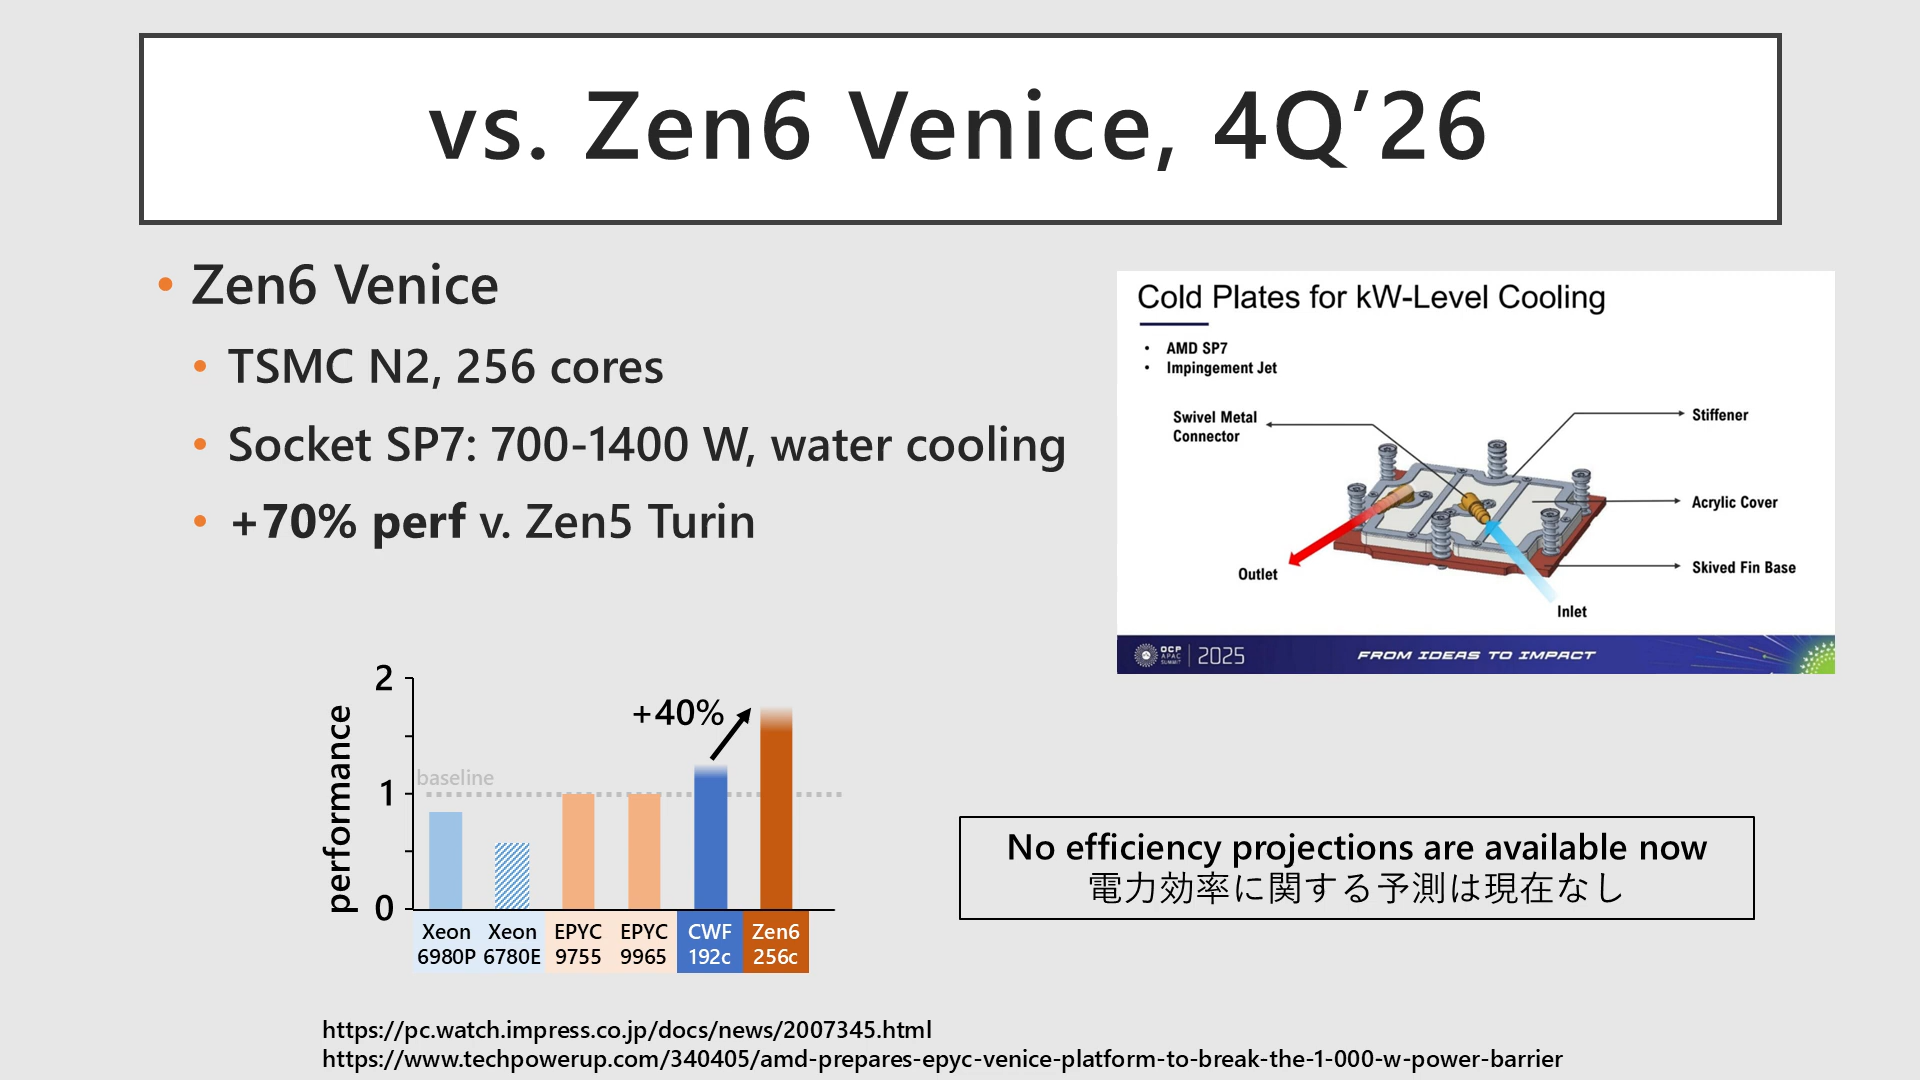 vs. Zen6 Venice, 4Q’26
• Zen6 Venice
• TSMC N2, 256 cores
• Socket SP7: 700-1400 W, water cooling
• +70% perf v. Zen5 Turin
Cold Plates for kW-Level Cooling
• AMD SP7
• Impingement Jet
Swivel Metal
Connector
Stiffener
Acrylic Cover
Skived Fin Base
Outlet
Inlet
OCP
APAC
SUMMIT
2025
FROM IDEAS TO IMPACT
performance
2
1
0
baseline
+40%
Xeon
6980P
Xeon
6780E
EPYC
9755
EPYC
9965
CWF
192c
Zen6
256c
No efficiency projections are available now
電力効率に関する予測は現在なし
https://pc.watch.impress.co.jp/docs/news/2007345.html
https://www.techpowerup.com/340405/amd-prepares-epyc-venice-platform-to-break-the-1-000-w-power-barrier